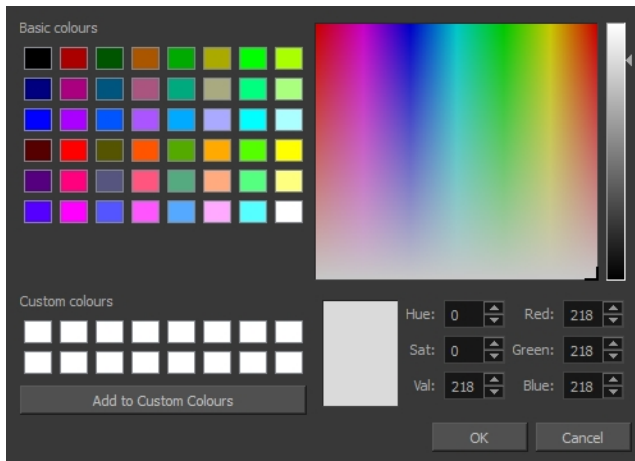 Basic colours
Custom colours
Add to Custom Colours
Hue: 0 Red: 218
Sat: 0 Green: 218
Val: 218 Blue: 218
OK Cancel